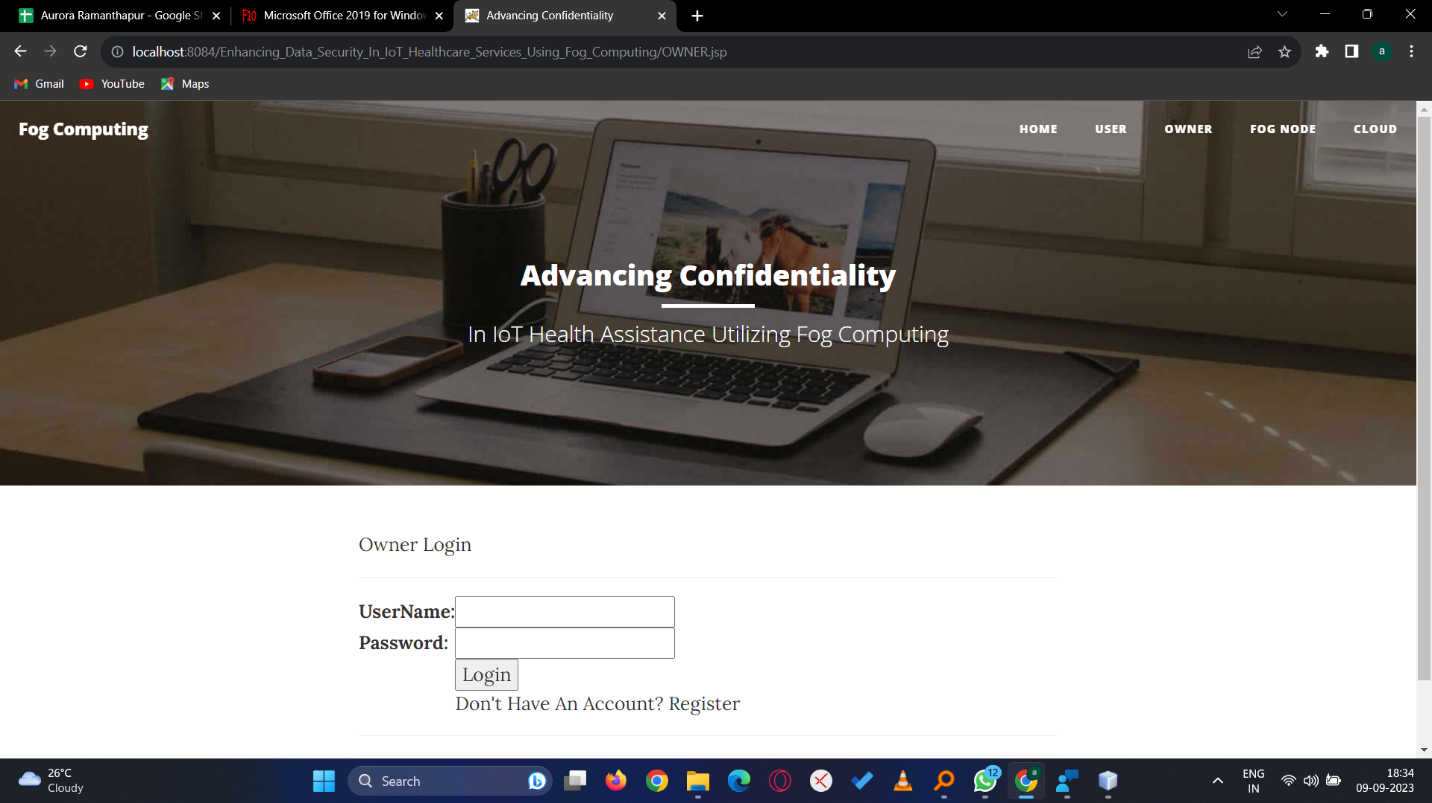 Aurora Ramanthapur - Google Sh
Microsoft Office 2019 for Window
Advancing Confidentiality
localhost:8084/Enhancing_Data_Security_In_IoT_Healthcare_Services_Using_Fog_Computing/OWNER.jsp
a
Gmail
YouTube
Maps
Fog Computing
HOME
USER
OWNER
FOG NODE
CLOUD
Advancing Confidentiality
In IoT Health Assistance Utilizing Fog Computing
Owner Login
UserName:
Password:
Login
Don't Have An Account? Register
26°C
Cloudy
Search
12
a
ENG
IN
18:34
09-09-2023